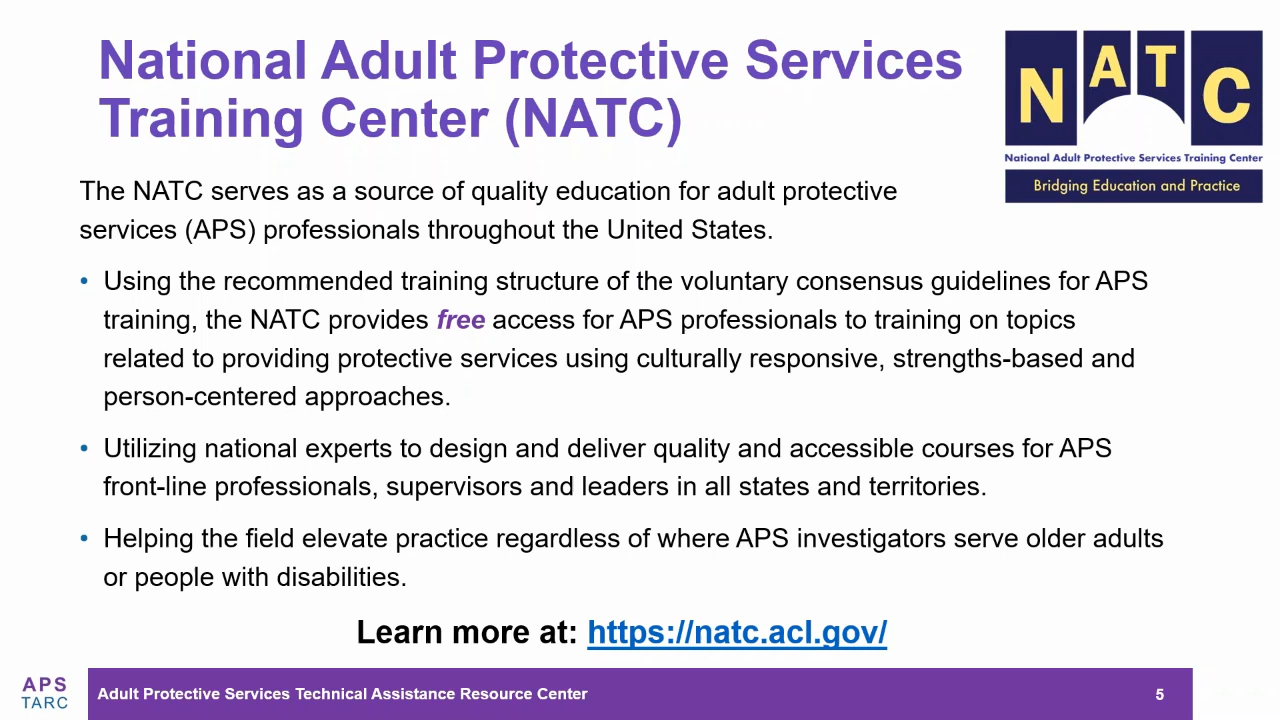 National Adult Protective Services
Training Center (NATC)
NATC
National Adult Protective Services Training Center
Bridging Education and Practice
The NATC serves as a source of quality education for adult protective
services (APS) professionals throughout the United States.
• Using the recommended training structure of the voluntary consensus guidelines for APS
training, the NATC provides free access for APS professionals to training on topics
related to providing protective services using culturally responsive, strengths-based and
person-centered approaches.
• Utilizing national experts to design and deliver quality and accessible courses for APS
front-line professionals, supervisors and leaders in all states and territories.
• Helping the field elevate practice regardless of where APS investigators serve older adults
or people with disabilities.
Learn more at: https://natc.acl.gov/
APS
TARC
Adult Protective Services Technical Assistance Resource Center
5